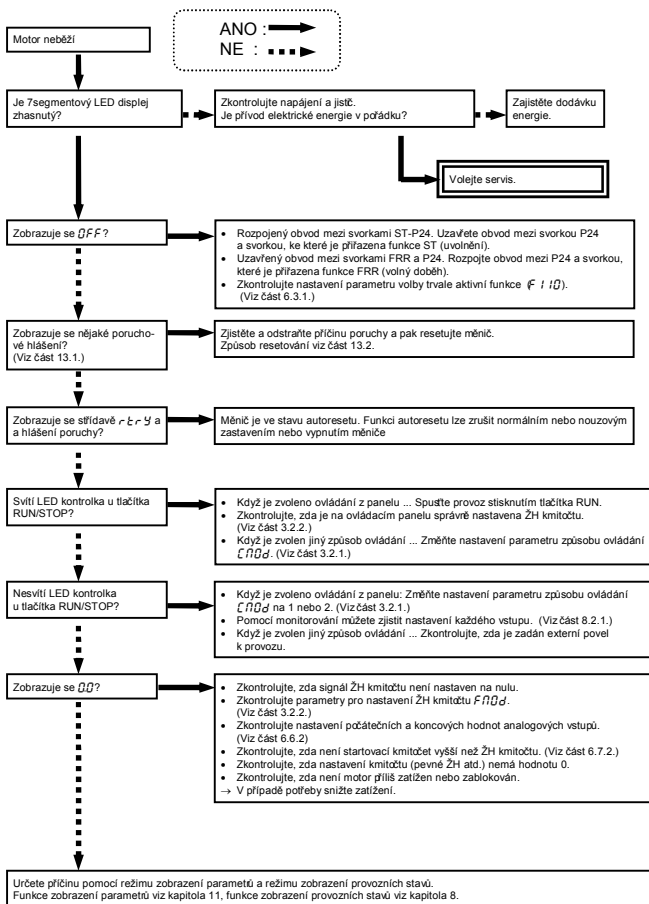 ANO :
NE :
Motor neběží
Je 7segmentový LED displej
zhasnutý?
Zkontrolujte napájení a jistič.
Je přívod elektrické energie v pořádku?
Zajistěte dodávku
energie.
Volejte servis.
Zobrazuje se OFF?
• Rozpojený obvod mezi svorkami ST-P24. Uzavřete obvod mezi svorkou P24
a svorkou, ke které je přiřazena funkce ST (uvolnění).
• Uzavřený obvod mezi svorkami FRR a P24. Rozpojte obvod mezi P24 a svorkou,
které je přiřazena funkce FRR (volný doběh).
• Zkontrolujte nastavení parametru volby trvale aktivní funkce (F110).
(Viz část 6.3.1.)
Zobrazuje se nějaké porucho-
vé hlášení?
(Viz část 13.1.)
Zjistěte a odstraňte příčinu poruchy a pak resetujte měnič.
Způsob resetování viz část 13.2.
Zobrazuje se střídavě rtrY a
a hlášení poruchy?
Měnič je ve stavu autoresetu. Funkci autoresetu lze zrušit normálním nebo nouzovým
zastavením nebo vypnutím měniče
Svítí LED kontrolka u tlačítka
RUN/STOP?
• Když je zvoleno ovládání z panelu ... Spusťte provoz stisknutím tlačítka RUN.
• Zkontrolujte, zda je na ovládacím panelu správně nastavena ŽH kmitočtu.
(Viz část 3.2.2.)
• Když je zvolen jiný způsob ovládání ... Změňte nastavení parametru způsobu ovládání
CMOd. (Viz část 3.2.1.)
Nesvítí LED kontrolka
u tlačítka RUN/STOP?
• Když je zvoleno ovládání z panelu: Změňte nastavení parametru způsobu ovládání
CMOd na 1 nebo 2. (Viz část 3.2.1.)
• Pomocí monitorování můžete zjistit nastavení každého vstupu. (Viz část 8.2.1.)
• Když je zvolen jiný způsob ovládání ... Zkontrolujte, zda je zadán externí povel
k provozu.
Zobrazuje se 0.0?
• Zkontrolujte, zda signál ŽH kmitočtu není nastaven na nulu.
• Zkontrolujte parametry pro nastavení ŽH kmitočtu FMOd.
(Viz část 3.2.2.)
• Zkontrolujte nastavení počátečních a koncových hodnot analogových vstupů.
(Viz část 6.6.2)
• Zkontrolujte, zda není startovací kmitočet vyšší než ŽH kmitočtu. (Viz část 6.7.2.)
• Zkontrolujte, zda nastavení kmitočtu (pevné ŽH atd.) nemá hodnotu 0.
• Zkontrolujte, zda není motor příliš zatížen nebo zablokován.
→ V případě potřeby snižte zatížení.
Určete příčinu pomocí režimu zobrazení parametrů a režimu zobrazení provozních stavů.
Funkce zobrazení parametrů viz kapitola 11, funkce zobrazení provozních stavů viz kapitola 8.